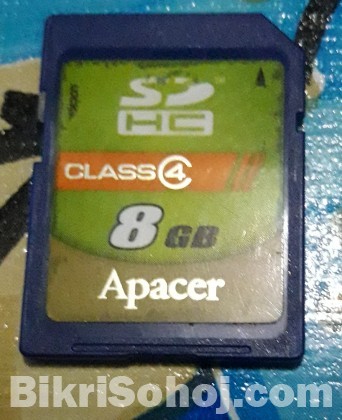 SD
HC
CLASS 4
8 GB
Apacer
BikriSohoj.com